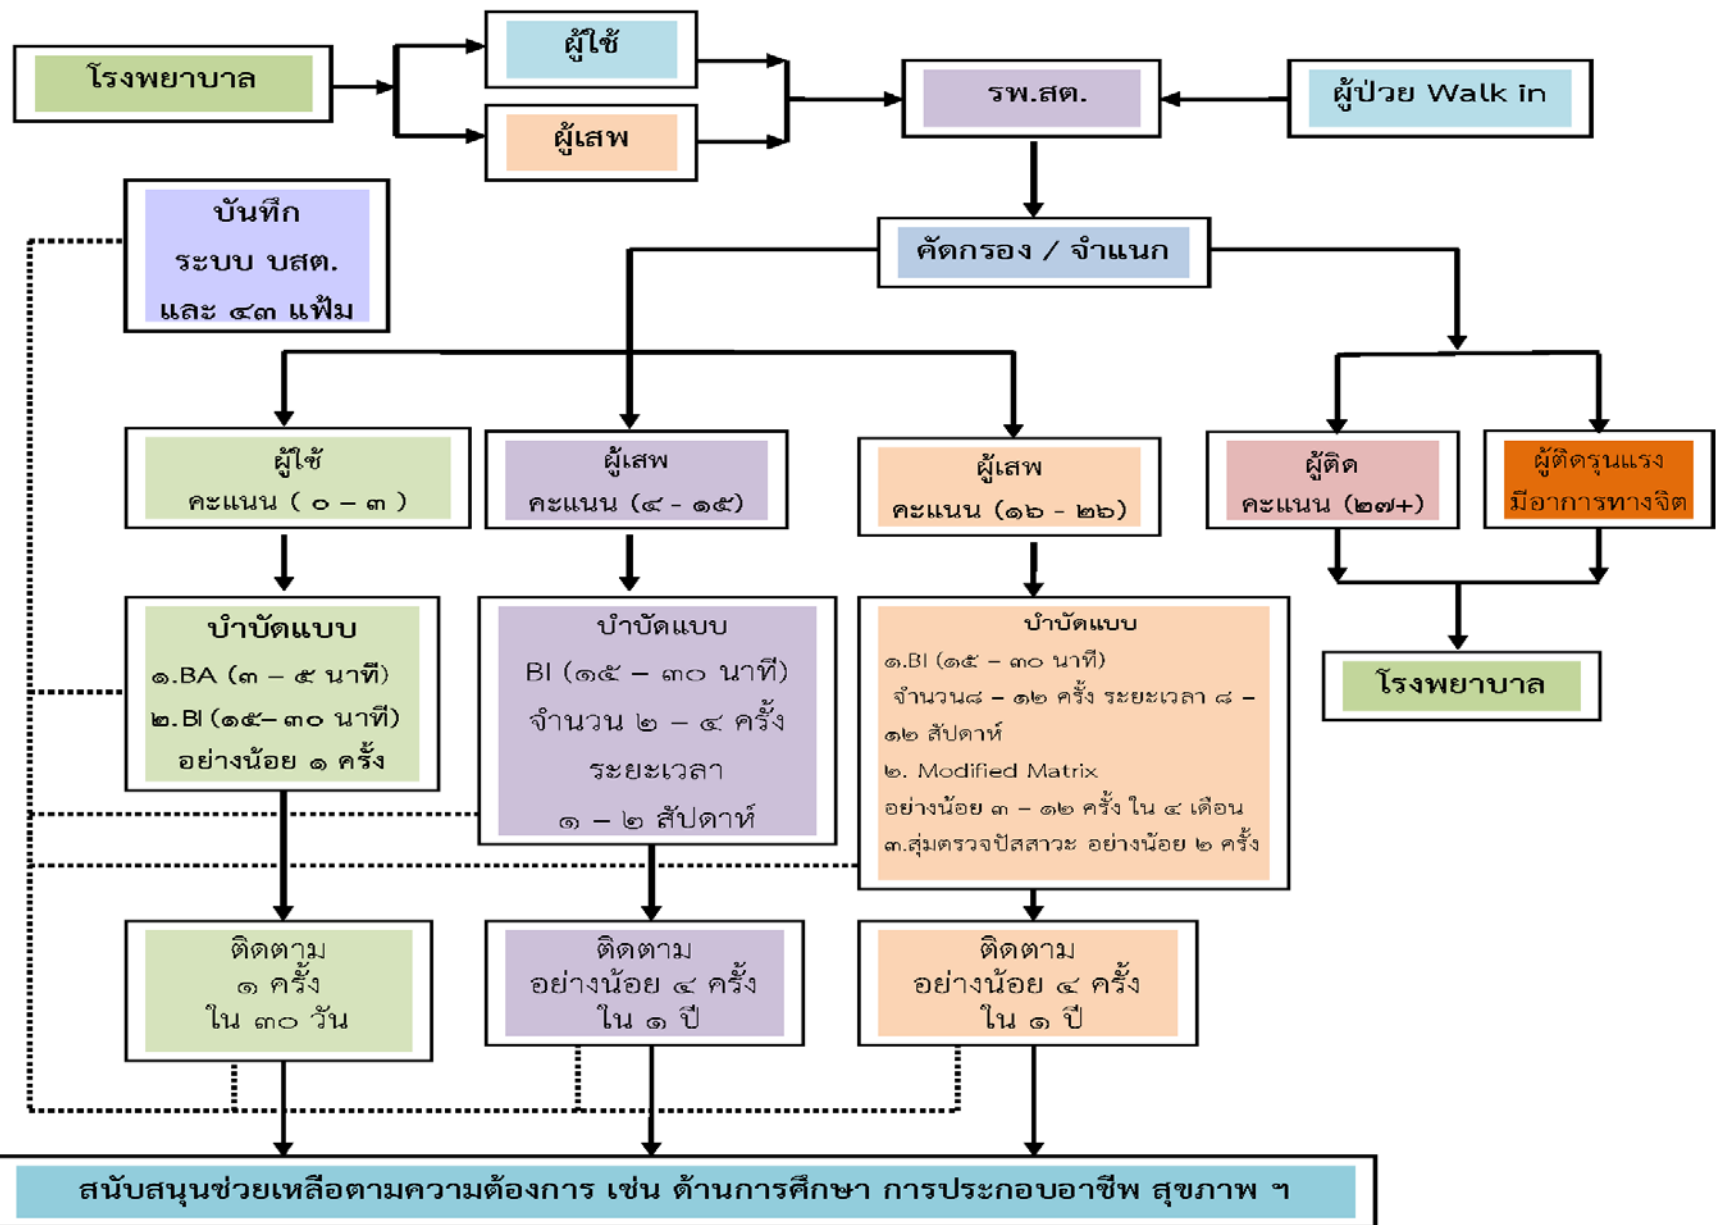 โรงพยาบาล
ผู้ใช้
ผู้เสพ
รพ.สต.
ผู้ป่วย Walk in
บันทึก
ระบบ บสต.
และ ๔๓ แฟ้ม
คัดกรอง / จำแนก
ผู้ใช้
คะแนน ( ๐ – ๓ )
ผู้เสพ
คะแนน (๔ - ๑๕)
ผู้เสพ
คะแนน (๑๖ - ๒๖)
ผู้ติด
คะแนน (๒๗+)
ผู้ติดรุนแรง
มีอาการทางจิต
บำบัดแบบ
๑.BA (๓ – ๕ นาที)
๒.BI (๑๕– ๓๐ นาที)
อย่างน้อย ๑ ครั้ง
บำบัดแบบ
BI (๑๕ – ๓๐ นาที)
จำนวน ๒ – ๔ ครั้ง
ระยะเวลา
๑ – ๒ สัปดาห์
บำบัดแบบ
๑.BI (๑๕ – ๓๐ นาที)
จำนวน๘ – ๑๒ ครั้ง ระยะเวลา ๘ –
๑๒ สัปดาห์
๒. Modified Matrix
อย่างน้อย ๓ – ๑๒ ครั้ง ใน ๔ เดือน
๓.สุ่มตรวจปัสสาวะ อย่างน้อย ๒ ครั้ง
โรงพยาบาล
ติดตาม
๑ ครั้ง
ใน ๓๐ วัน
ติดตาม
อย่างน้อย ๔ ครั้ง
ใน ๑ ปี
ติดตาม
อย่างน้อย ๔ ครั้ง
ใน ๑ ปี
สนับสนุนช่วยเหลือตามความต้องการ เช่น ด้านการศึกษา การประกอบอาชีพ สุขภาพ ฯ